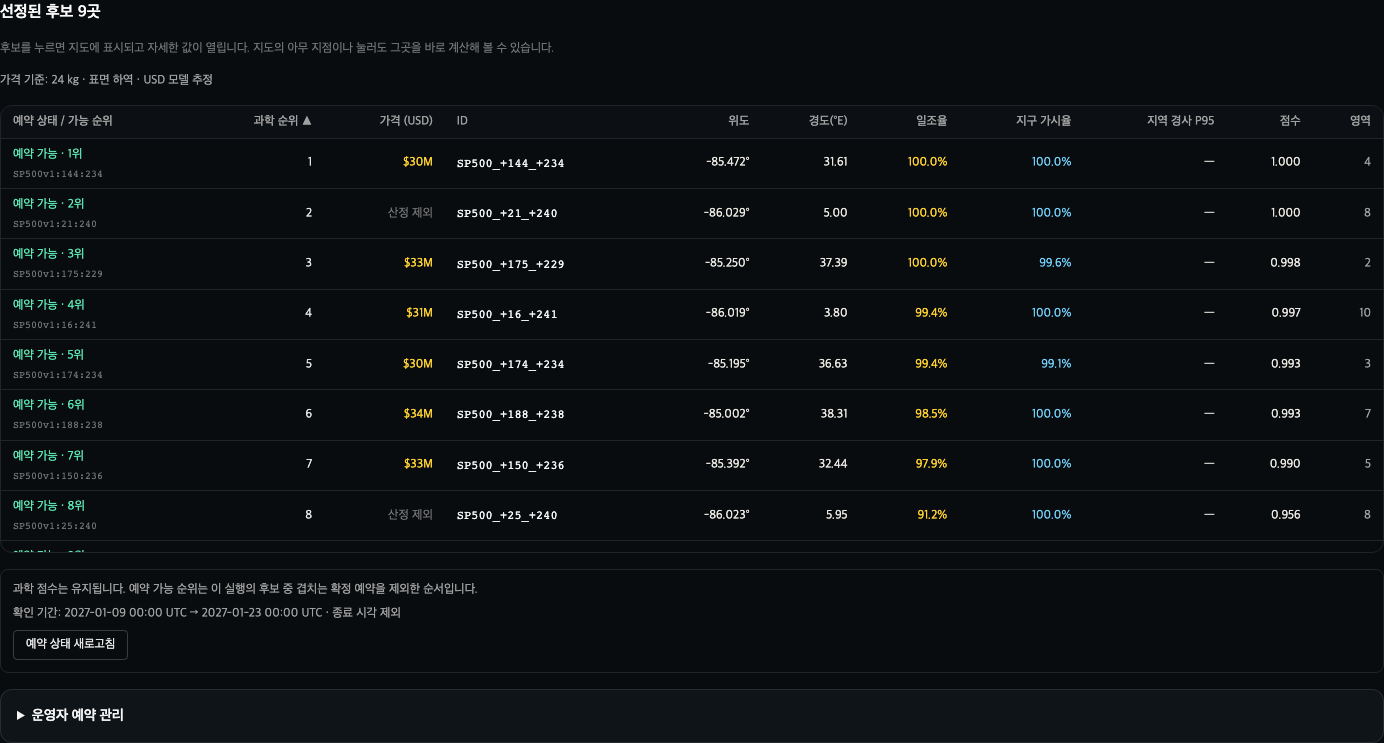 선정된 후보 9곳
후보를 누르면 지도에 표시되고 자세한 값이 열립니다. 지도의 아무 지점이나 눌러도 그곳을 바로 계산해 볼 수 있습니다.
가격 기준: 24 kg · 표면 하역 · USD 모델 추정
예약 상태 / 가능 순위 과학 순위 ▲ 가격 (USD) ID 위도 경도(°E) 일조율 지구 가시율 지역 경사 P95 점수 영역
예약 가능 · 1위
SP500v1:144:234
1 $30M SP500_+144_+234 -85.472° 31.61 100.0% 100.0% — 1.000 4
예약 가능 · 2위
SP500v1:21:240
2 산정 제외 SP500_+21_+240 -86.029° 5.00 100.0% 100.0% — 1.000 8
예약 가능 · 3위
SP500v1:175:229
3 $33M SP500_+175_+229 -85.250° 37.39 100.0% 99.6% — 0.998 2
예약 가능 · 4위
SP500v1:16:241
4 $31M SP500_+16_+241 -86.019° 3.80 99.4% 100.0% — 0.997 10
예약 가능 · 5위
SP500v1:174:234
5 $30M SP500_+174_+234 -85.195° 36.63 99.4% 99.1% — 0.993 3
예약 가능 · 6위
SP500v1:188:238
6 $34M SP500_+188_+238 -85.002° 38.31 98.5% 100.0% — 0.993 7
예약 가능 · 7위
SP500v1:150:236
7 $33M SP500_+150_+236 -85.392° 32.44 97.9% 100.0% — 0.990 5
예약 가능 · 8위
SP500v1:25:240
8 산정 제외 SP500_+25_+240 -86.023° 5.95 91.2% 100.0% — 0.956 8
과학 점수는 유지됩니다. 예약 가능 순위는 이 실행의 후보 중 겹치는 확정 예약을 제외한 순서입니다.
확인 기간: 2027-01-09 00:00 UTC → 2027-01-23 00:00 UTC · 종료 시각 제외
예약 상태 새로고침
▶ 운영자 예약 관리